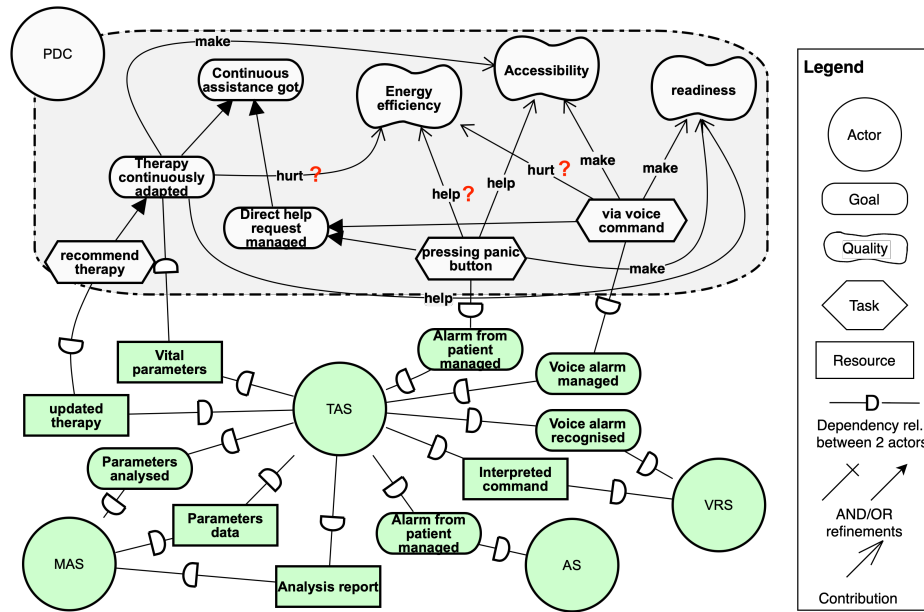 PDC
make
Continuous
assistance got
Energy
efficiency
Accessibility
readiness
Therapy
continuously
adapted
hurt ?
help ?
help
hurt ?
make
make
Direct help
request
managed
via voice
command
recommend
therapy
pressing panic
button
make
help
Vital
parameters
Alarm from
patient
managed
Voice alarm
managed
updated
therapy
TAS
Voice alarm
recognised
Parameters
analysed
Interpreted
command
VRS
Parameters
data
Alarm from
patient
managed
MAS
AS
Analysis report
Legend
Actor
Goal
Quality
Task
Resource
D
Dependency rel.
between 2 actors
AND/OR
refinements
Contribution